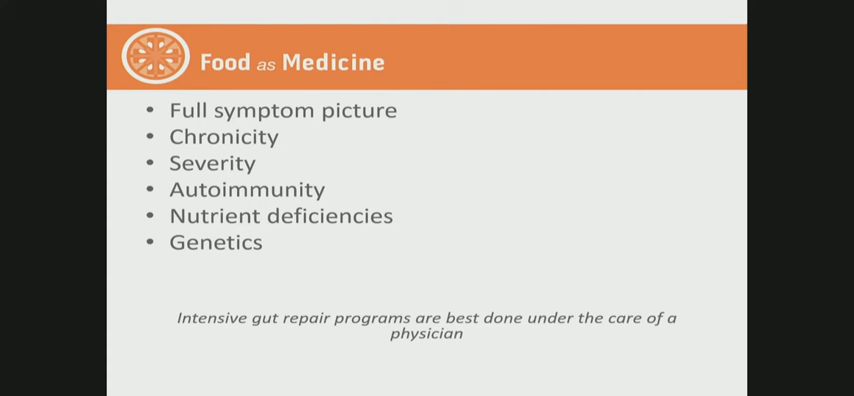 Food as Medicine
• Full symptom picture
• Chronicity
• Severity
• Autoimmunity
• Nutrient deficiencies
• Genetics
Intensive gut repair programs are best done under the care of a
physician